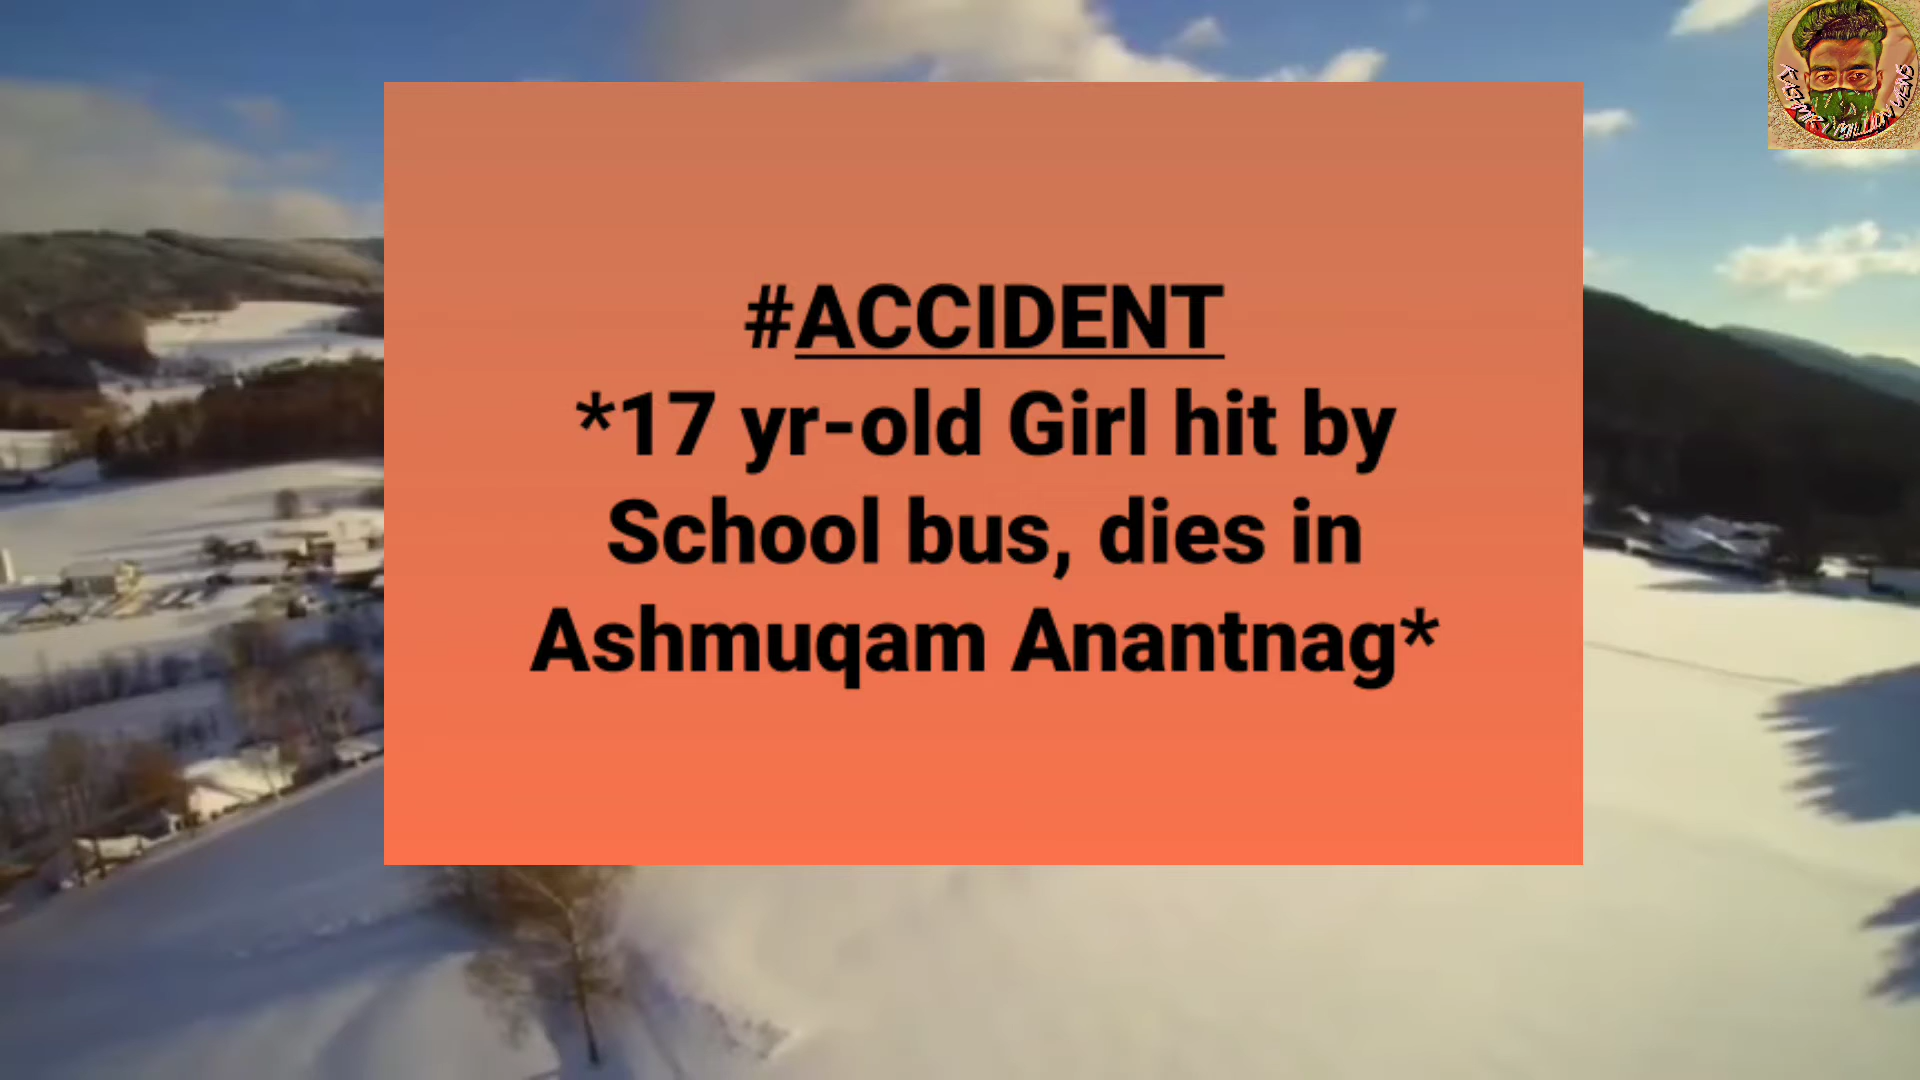 #ACCIDENT
*17 yr-old Girl hit by
School bus, dies in
Ashmuqam Anantnag*